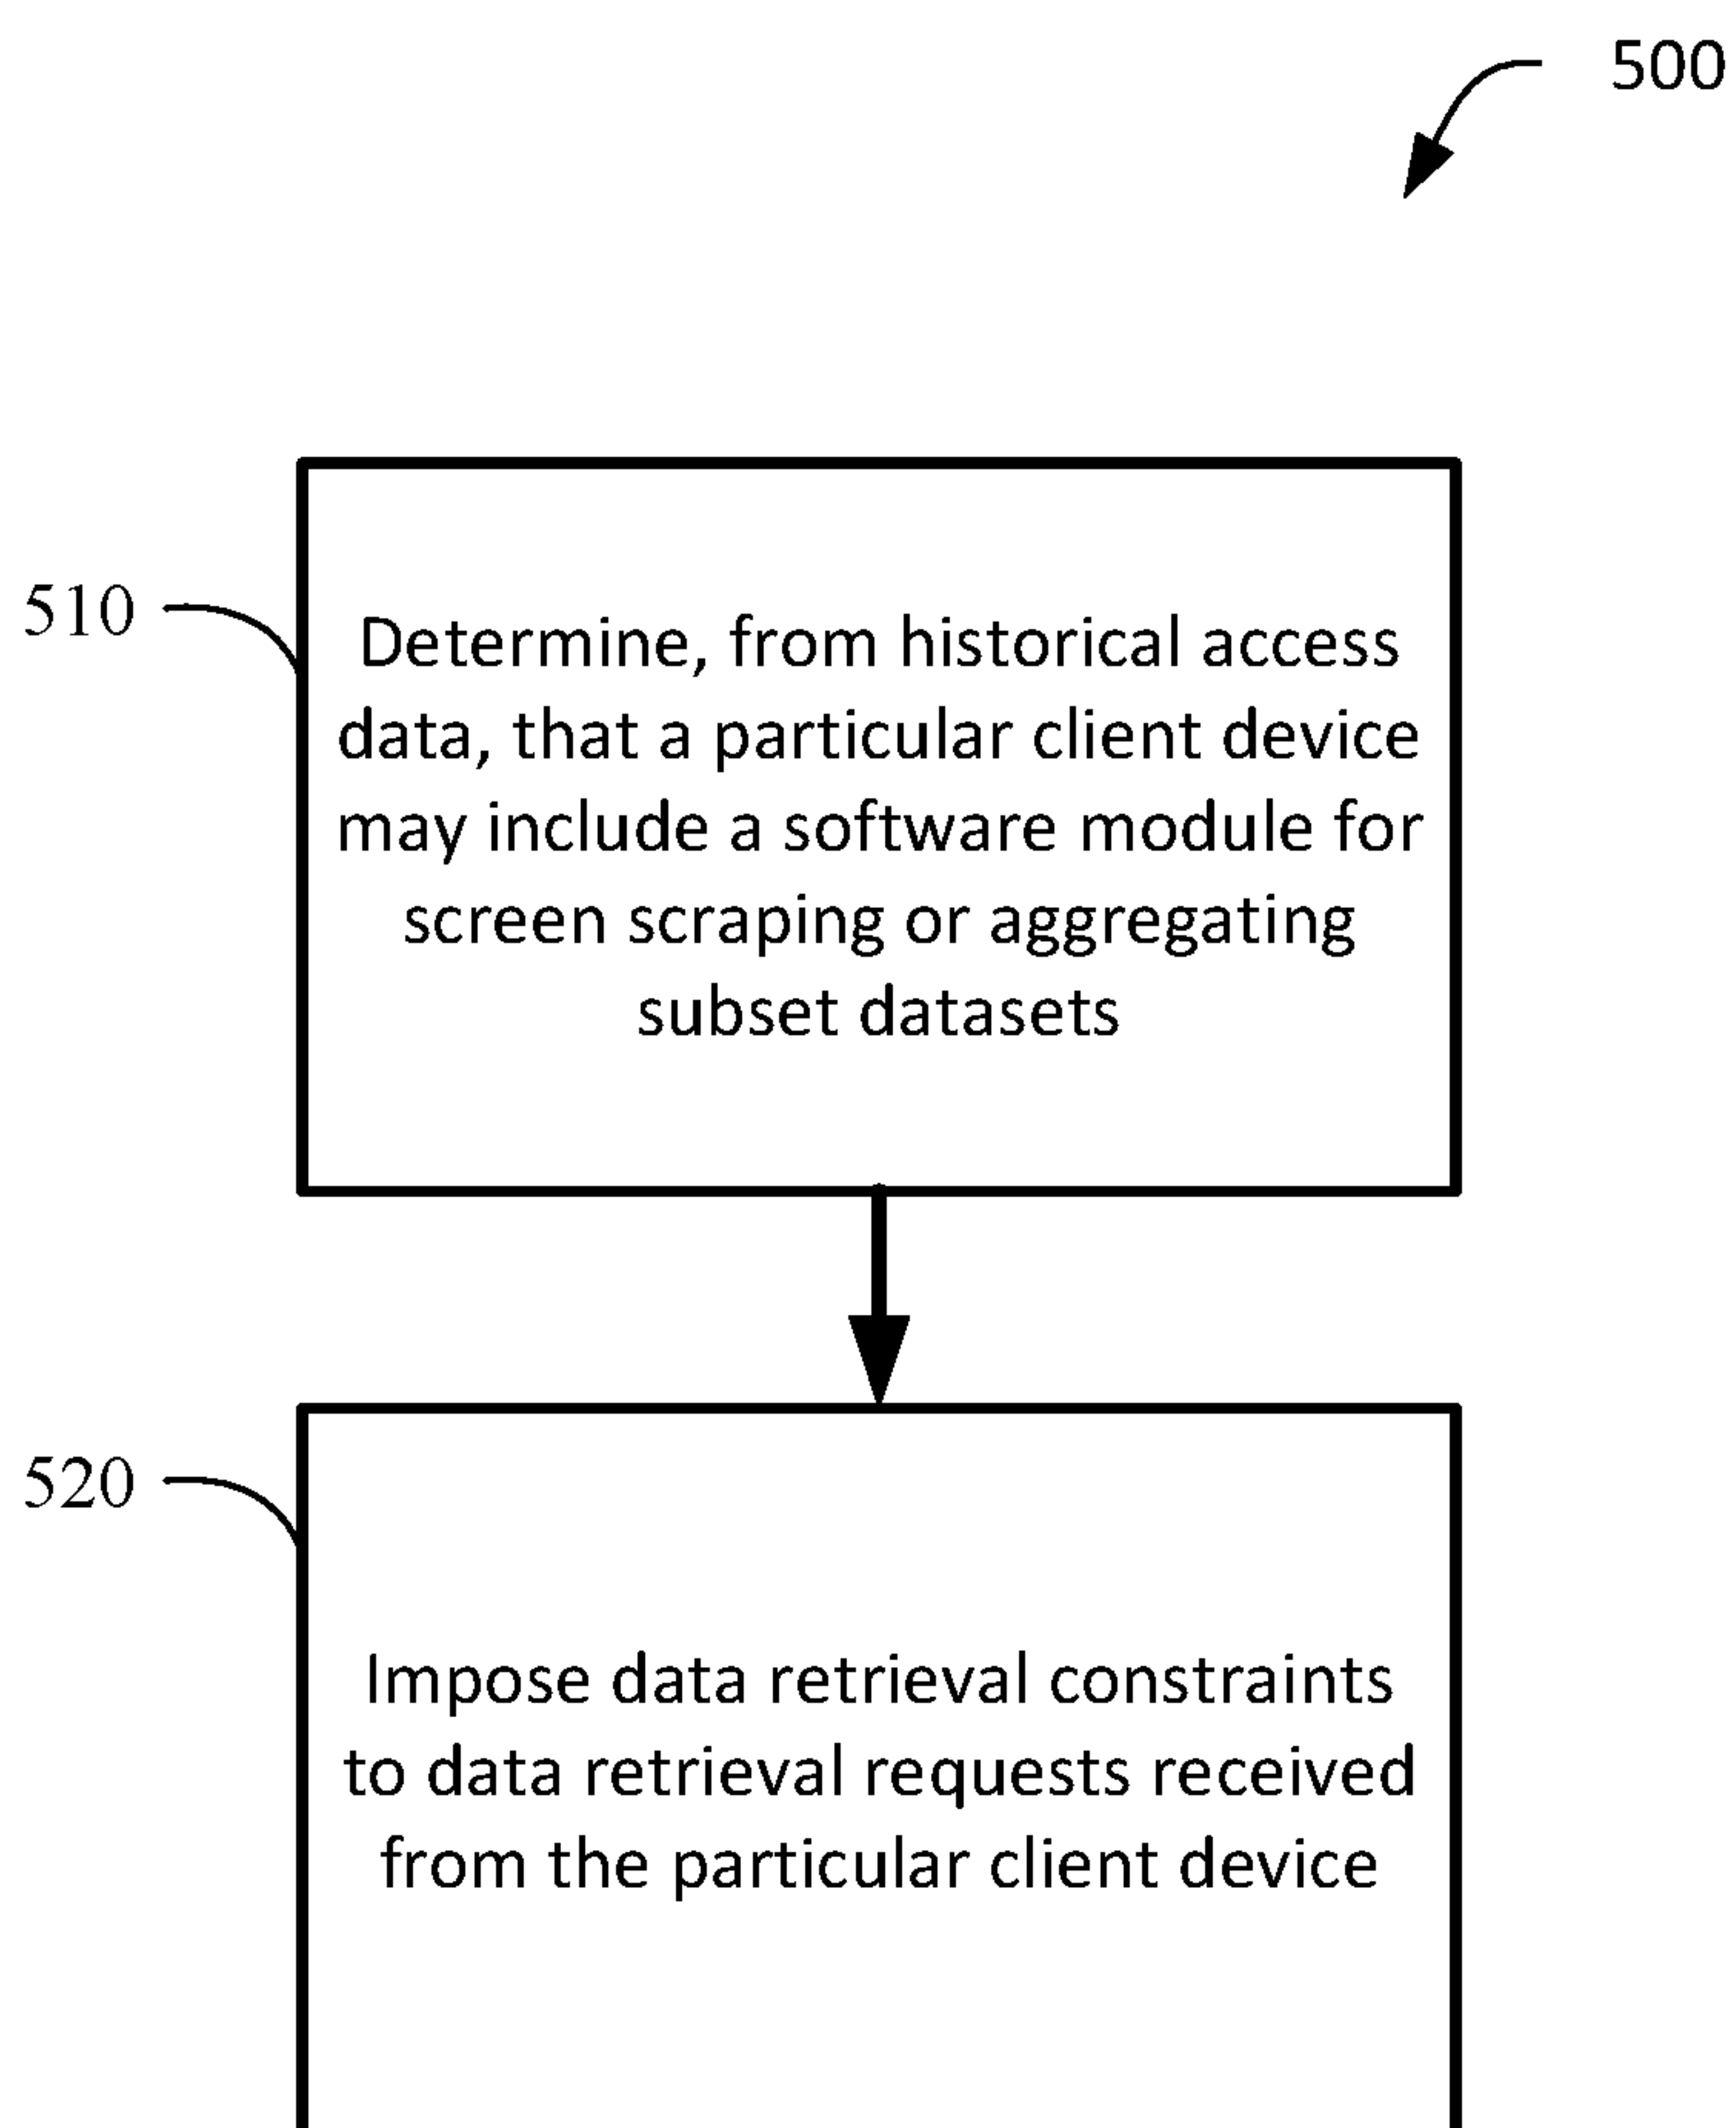 500
510
Determine, from historical access
data, that a particular client device
may include a software module for
screen scraping or aggregating
subset datasets
520
Impose data retrieval constraints
to data retrieval requests received
from the particular client device